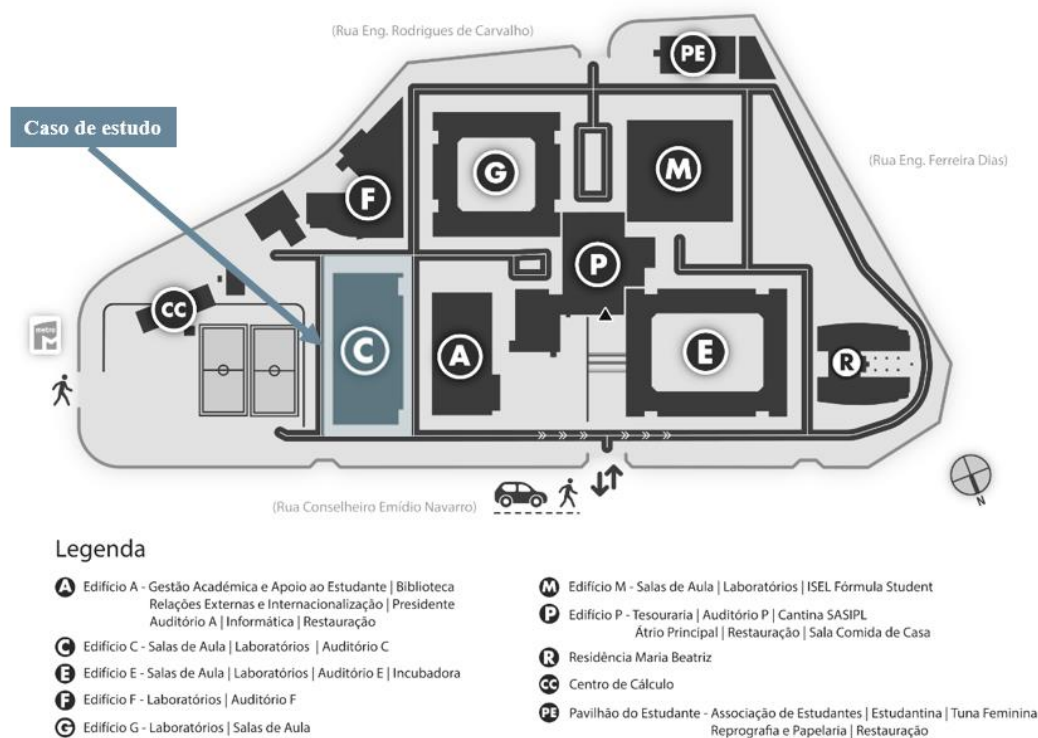 (Rua Eng. Rodrigues de Carvalho)
PE
Caso de estudo
(Rua Eng. Ferreira Dias)
G
M
F
P
CC
metro
C
A
E
R
N
(Rua Conselheiro Emídio Navarro)
Legenda
A Edifício A - Gestão Académica e Apoio ao Estudante | Biblioteca
Relações Externas e Internacionalização | Presidente
Auditório A | Informática | Restauração
C Edifício C - Salas de Aula | Laboratórios | Auditório C
E Edifício E - Salas de Aula | Laboratórios | Auditório E | Incubadora
F Edifício F - Laboratórios | Auditório F
G Edifício G - Laboratórios | Salas de Aula
M Edifício M - Salas de Aula | Laboratórios | ISEL Fórmula Student
P Edifício P - Tesouraria | Auditório P | Cantina SASIPL
Átrio Principal | Restauração | Sala Comida de Casa
R Residência Maria Beatriz
CC Centro de Cálculo
PE Pavilhão do Estudante - Associação de Estudantes | Estudantina | Tuna Feminina
Reprografia e Papelaria | Restauração